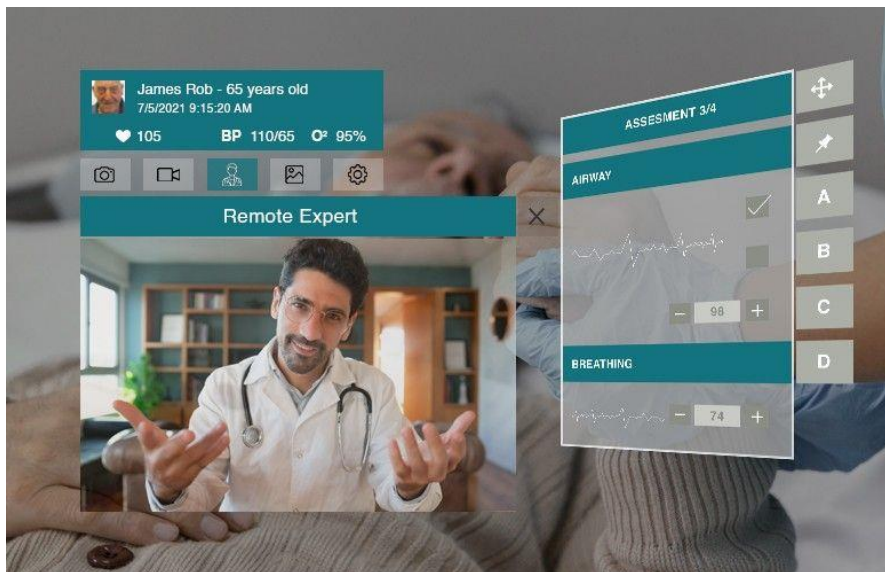 James Rob - 65 years old
7/5/2021 9:15:20 AM
105 BP 110/65 O² 95%
Remote Expert
ASSESMENT 3/4
AIRWAY
98
BREATHING
74
A
B
C
D